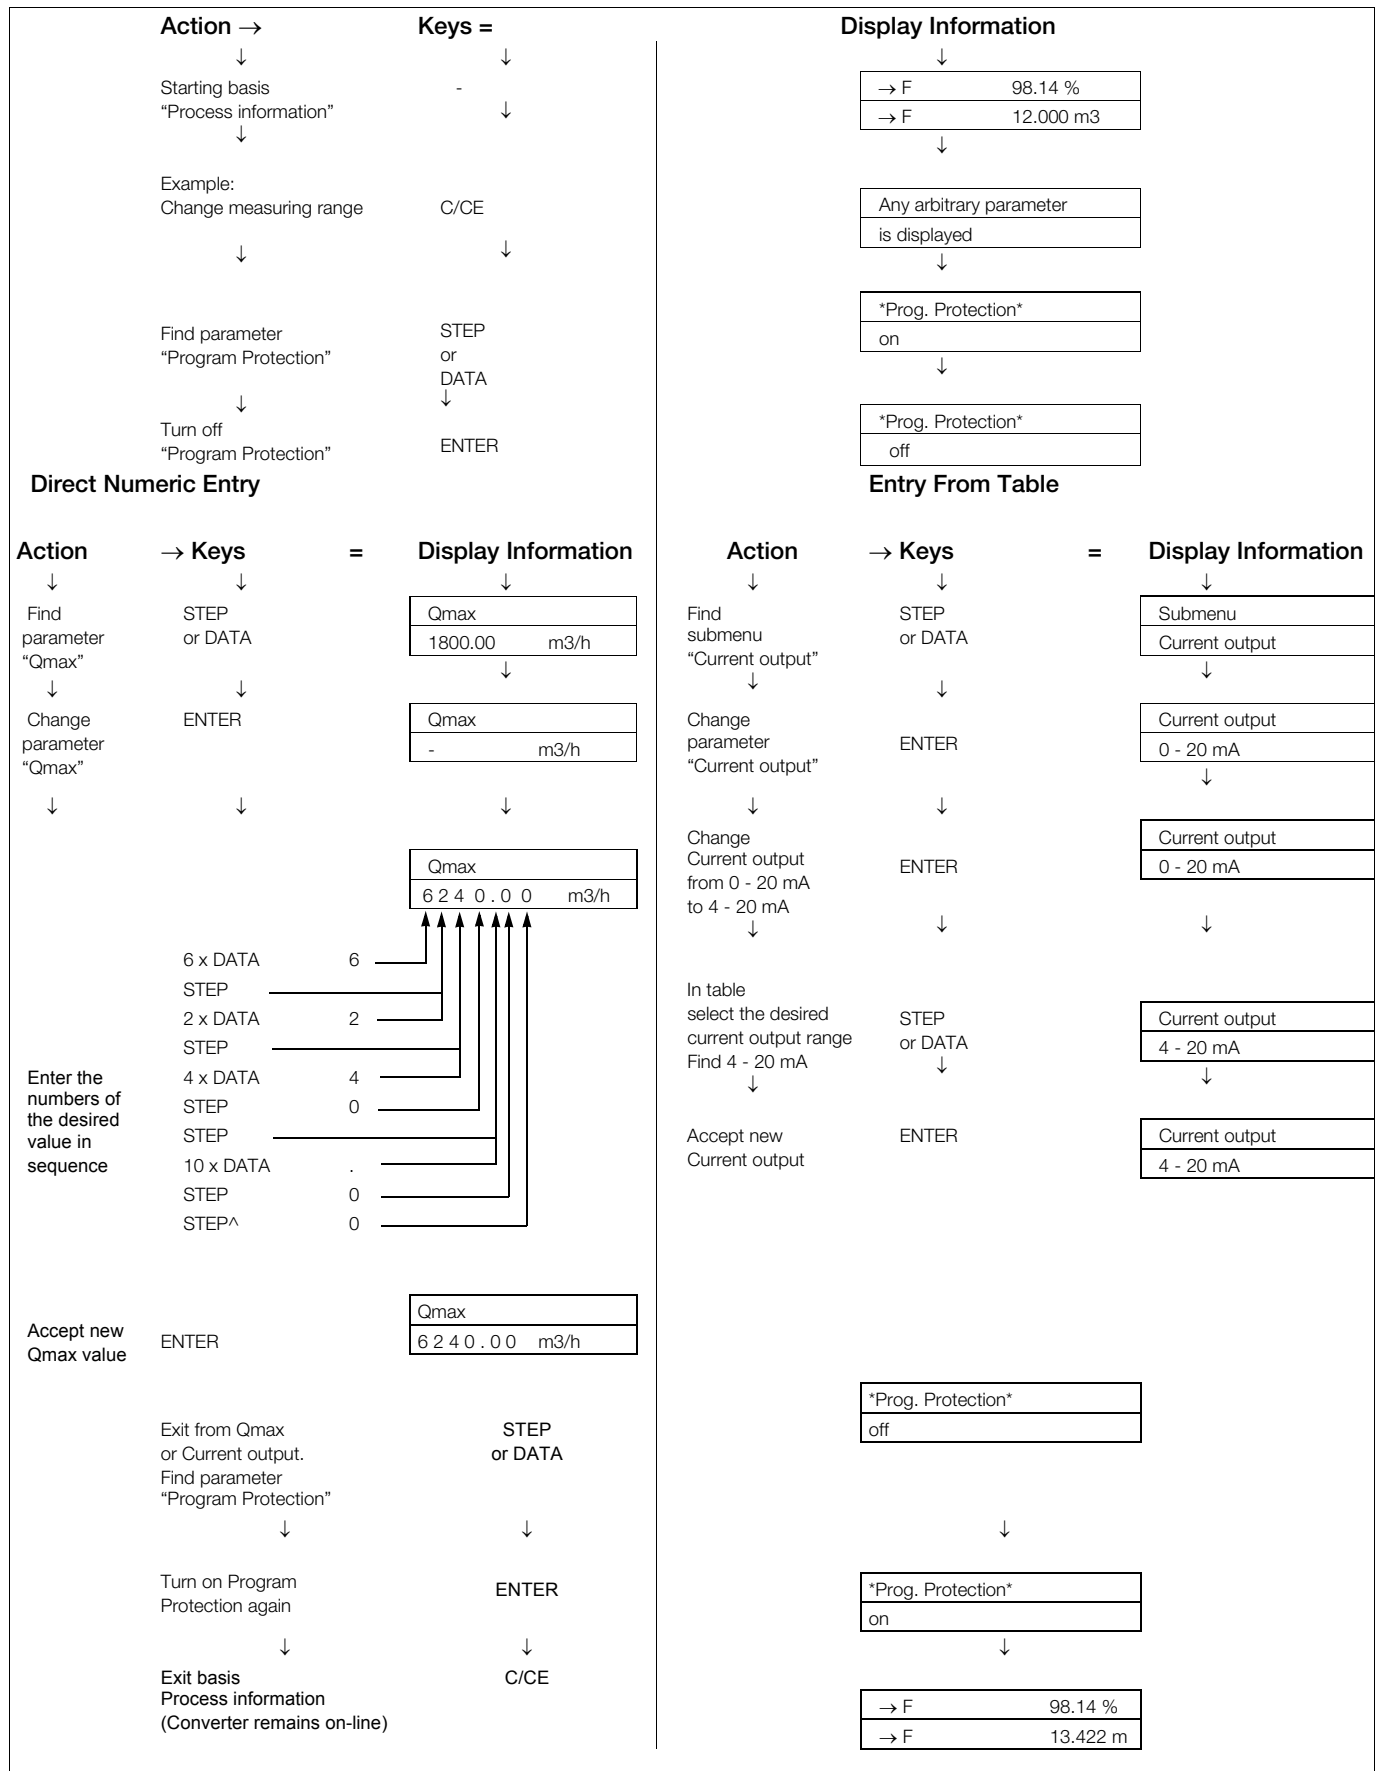 Action → Keys = Display Information
↓ ↓ ↓
Starting basis - → F 98.14 %
“Process information” ↓ → F 12.000 m3
↓ ↓
Example:
Change measuring range C/CE Any arbitrary parameter
is displayed
↓ ↓ ↓
*Prog. Protection*
Find parameter STEP on
“Program Protection” or
DATA ↓
↓ ↓
Turn off *Prog. Protection*
“Program Protection” ENTER off
Direct Numeric Entry
Action → Keys = Display Information
↓ ↓ ↓
Find STEP Qmax
parameter or DATA 1800.00 m3/h
“Qmax” ↓
↓ ↓
Change ENTER Qmax
parameter - m3/h
“Qmax”
↓ ↓ ↓
Qmax
6 2 4 0 . 0 0 m3/h
6 x DATA 6
STEP
2 x DATA 2
STEP
Enter the 4 x DATA 4
numbers of
the desired STEP 0
value in STEP
sequence 10 x DATA .
STEP 0
STEP^ 0
Qmax
Accept new ENTER 6 2 4 0 . 0 0 m3/h
Qmax value
Entry From Table
Action → Keys = Display Information
↓ ↓ ↓
Find STEP Submenu
submenu or DATA Current output
“Current output” ↓
↓ ↓
Change Current output
parameter ENTER 0 - 20 mA
“Current output” ↓
↓ ↓
Change Current output
Current output ENTER 0 - 20 mA
from 0 - 20 mA
to 4 - 20 mA
↓ ↓ ↓
In table
select the desired STEP Current output
current output range or DATA 4 - 20 mA
Find 4 - 20 mA ↓ ↓
↓
Accept new ENTER Current output
Current output 4 - 20 mA
*Prog. Protection*
Exit from Qmax STEP off
or Current output. or DATA
Find parameter
“Program Protection”
↓ ↓ ↓
Turn on Program ENTER *Prog. Protection*
Protection again on
↓ ↓ ↓
Exit basis C/CE
Process information → F 98.14 %
(Converter remains on-line) → F 13.422 m